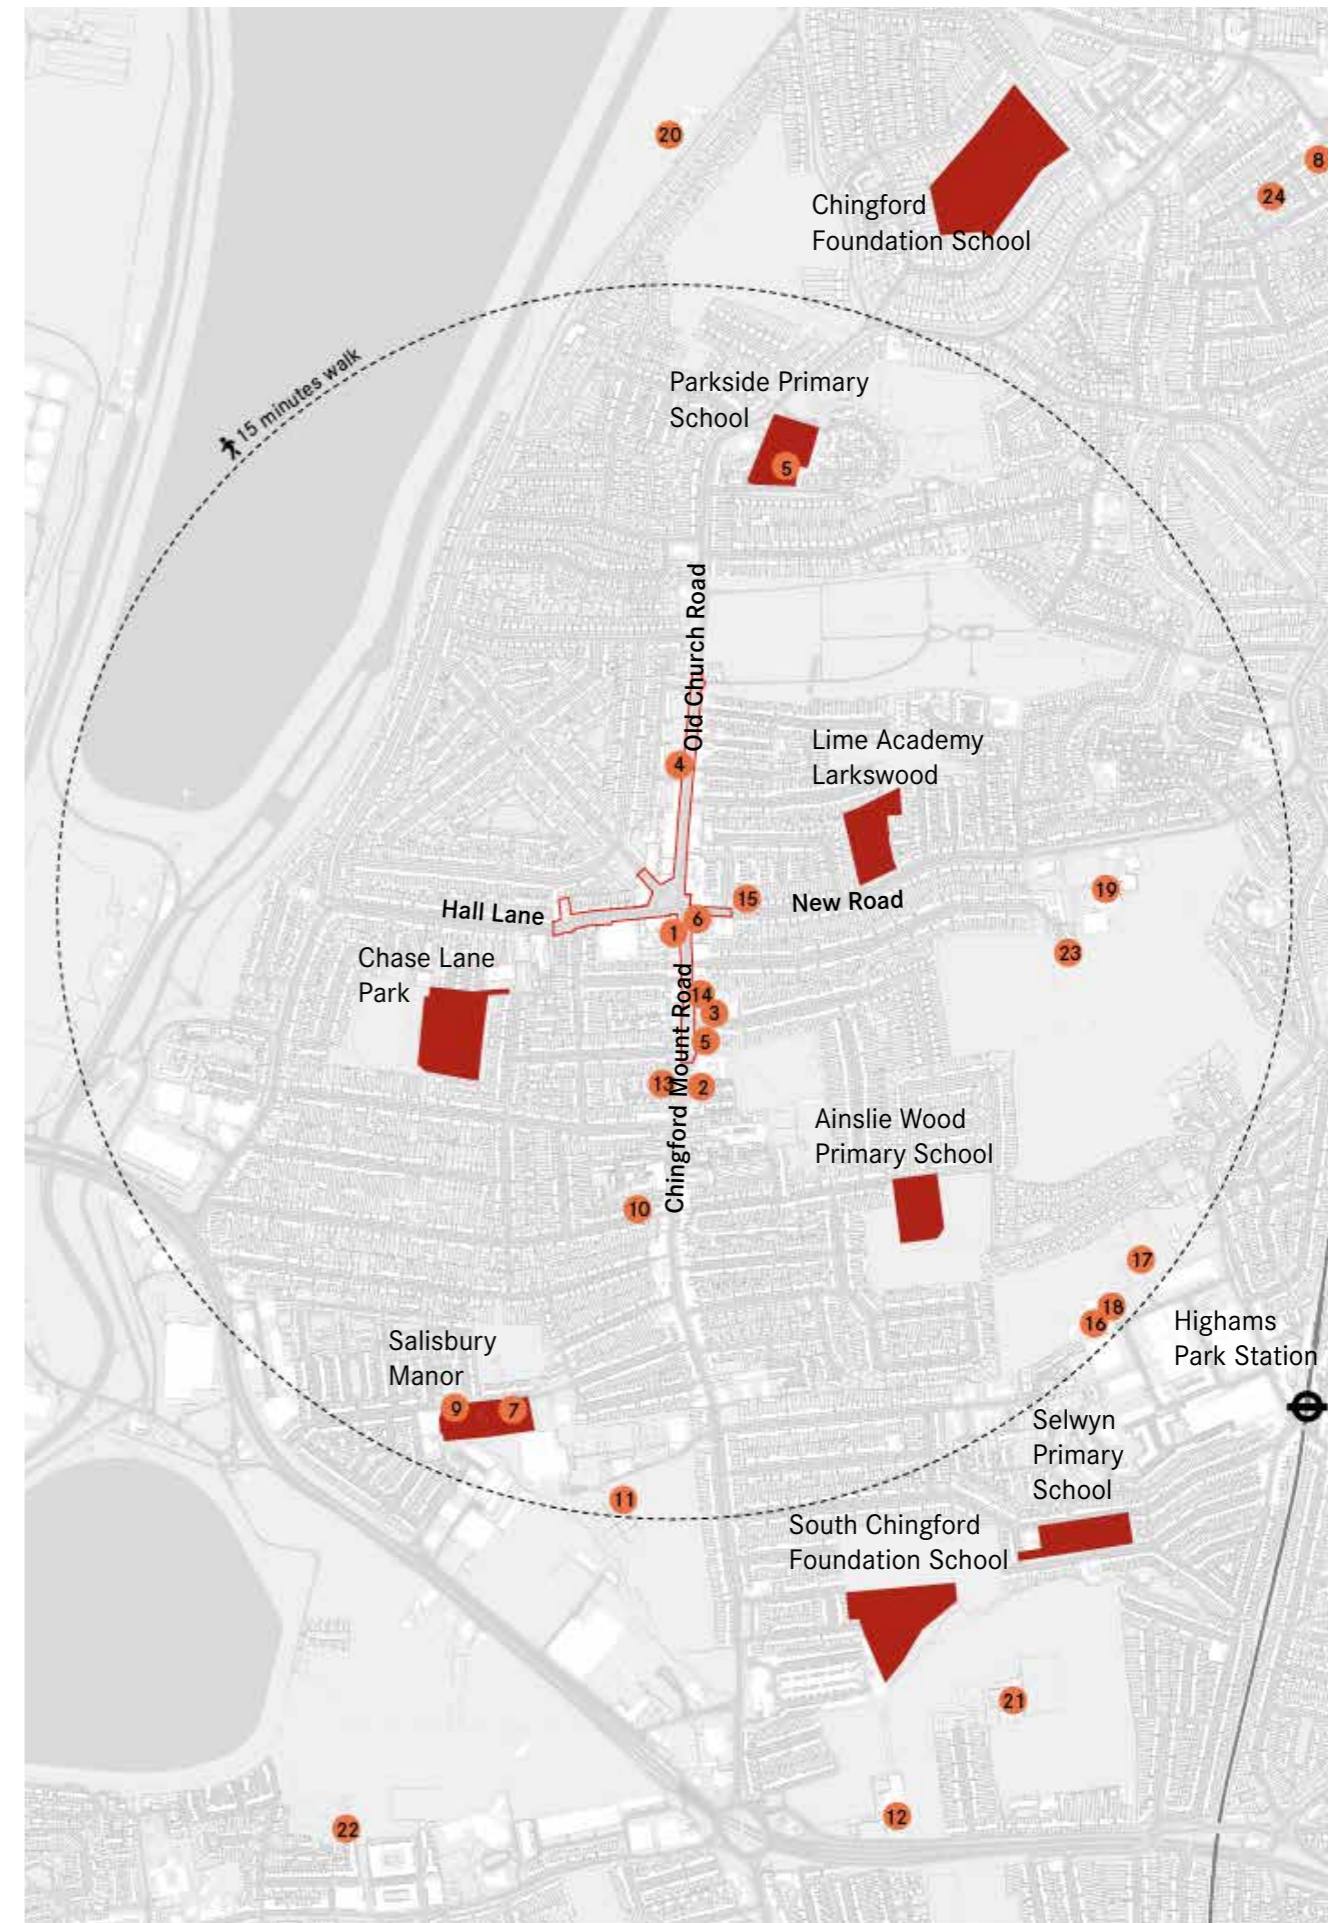 20
8
24
Chingford
Foundation School
15 minutes walk
Parkside Primary
School
5
Old Church Road
Lime Academy
Larkswood
4
19
15
New Road
Hall Lane
6
1
23
Chase Lane
Park
Chingford Mount Road
14
3
5
13
2
Ainslie Wood
Primary School
10
17
18
16
Highams
Park Station
Salisbury
Manor
9
7
Selwyn
Primary
School
11
South Chingford
Foundation School
21
12
22